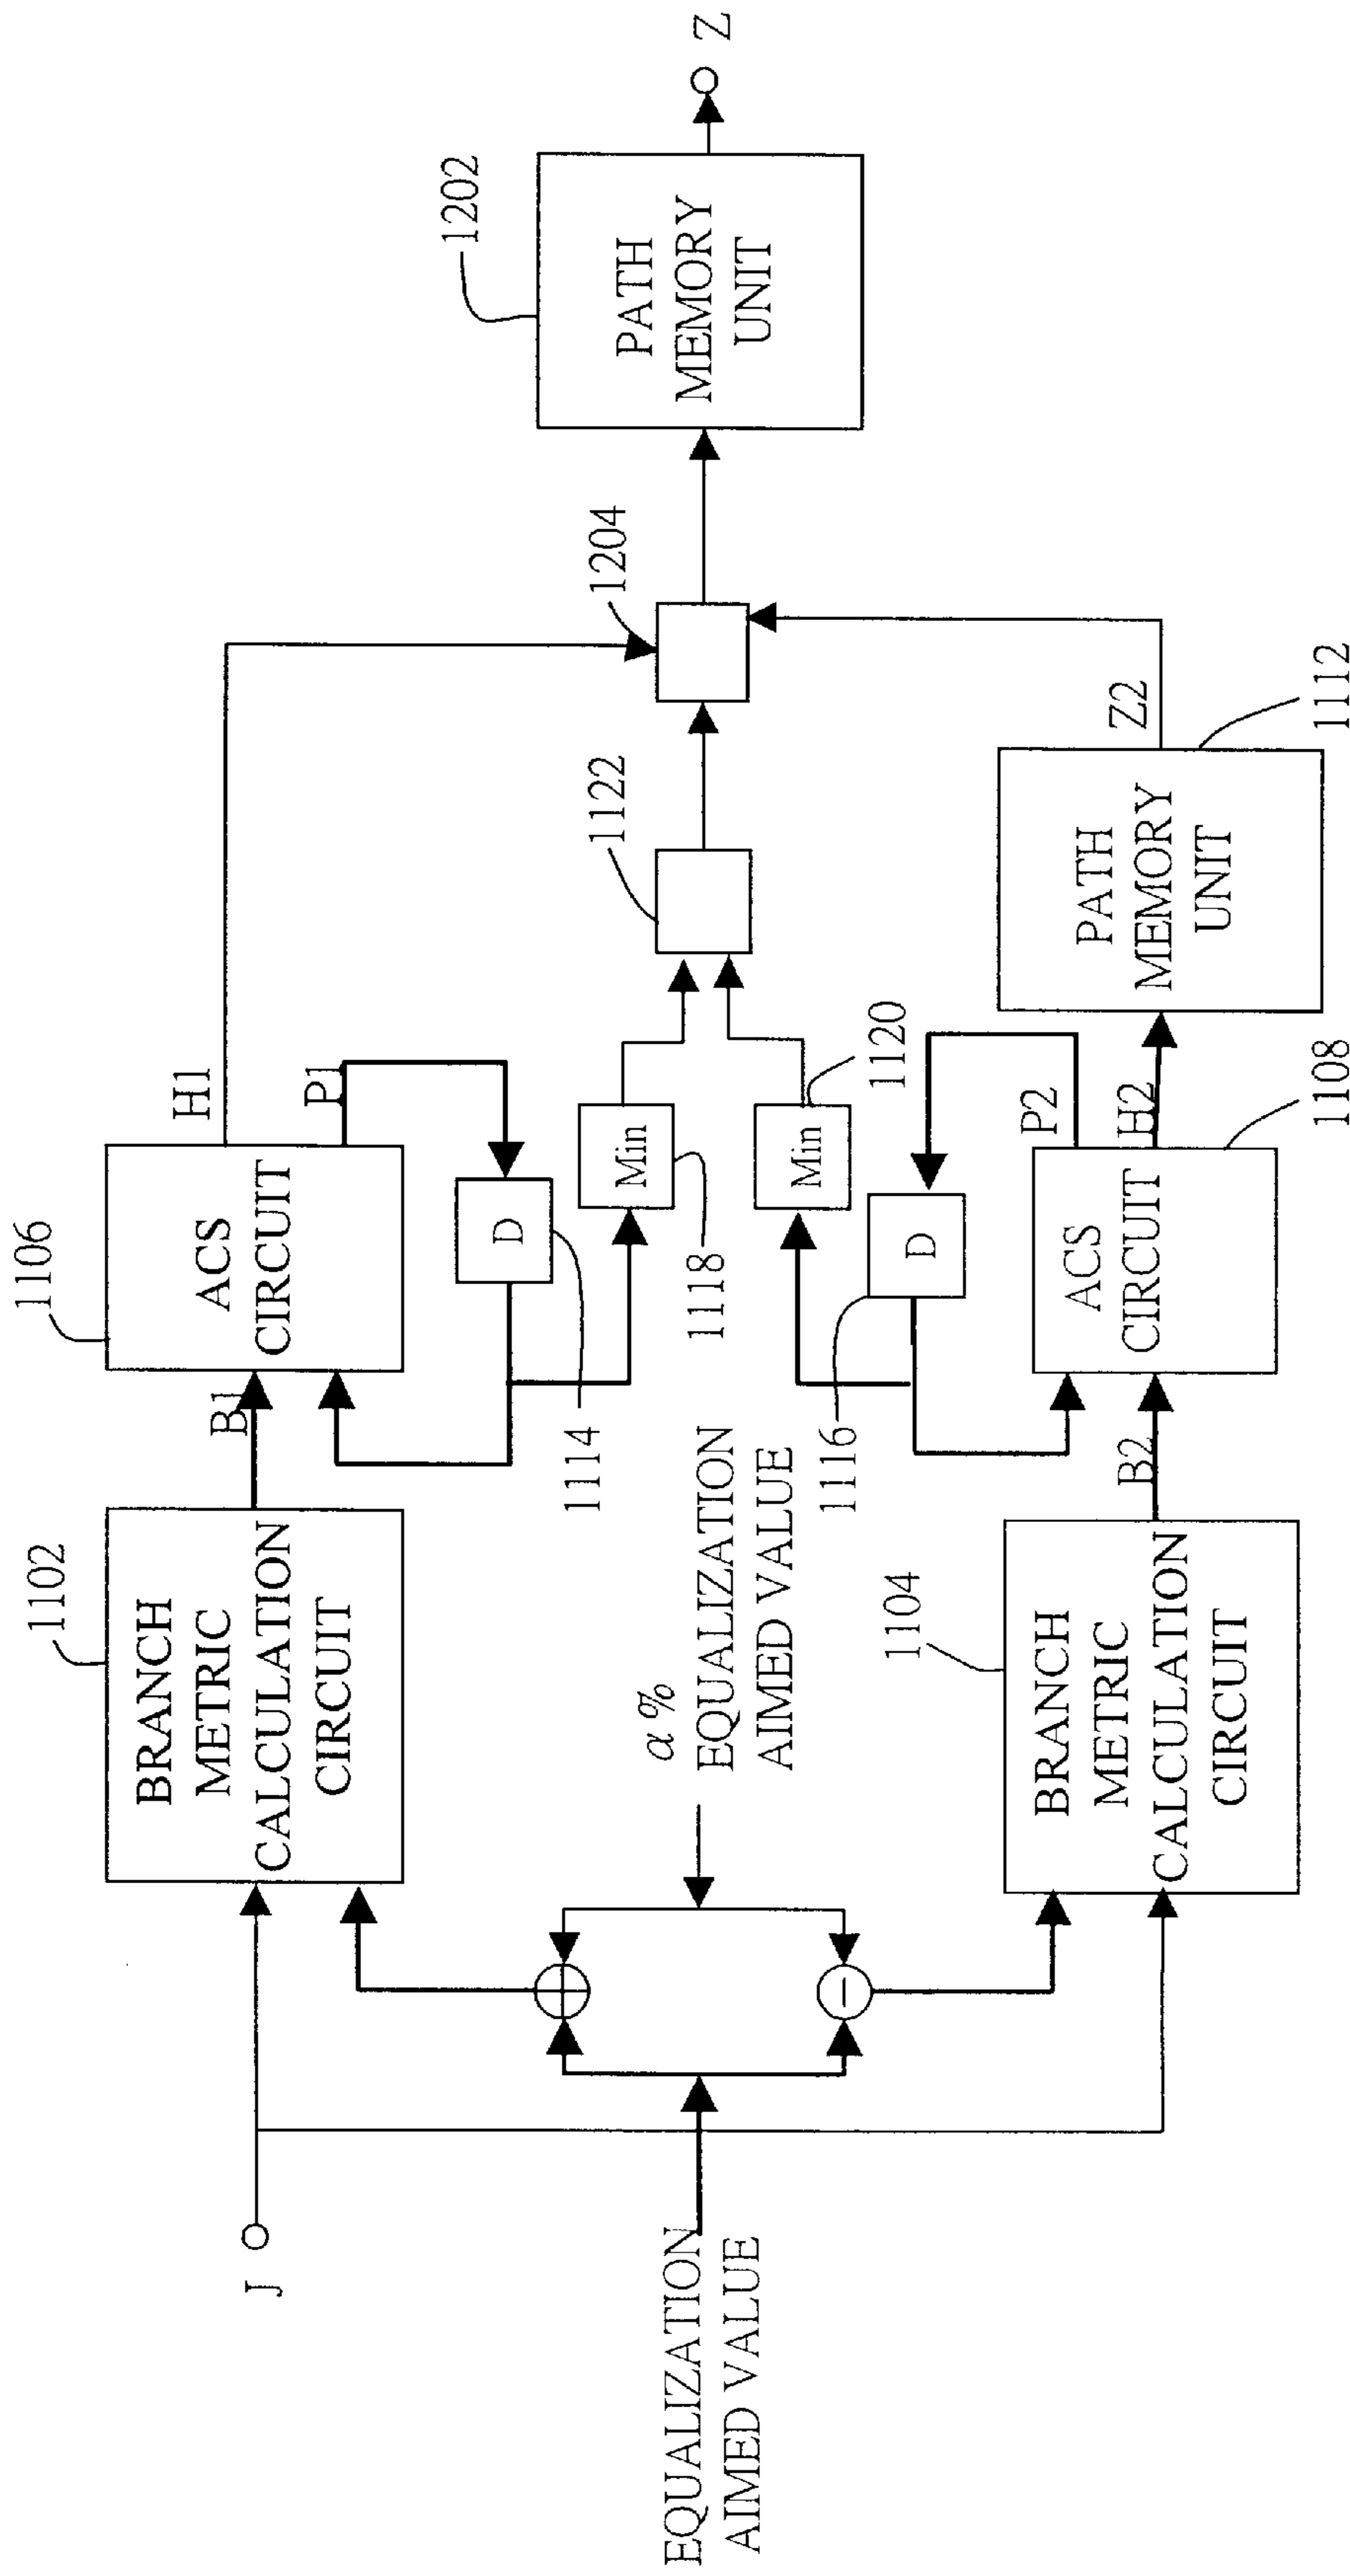 J
EQUALIZATION
AIMED VALUE
1102
BRANCH
METRIC
CALCULATION
CIRCUIT
B1
1106
ACS
CIRCUIT
H1
P1
D
1114
Min
1118
α%
EQUALIZATION
AIMED VALUE
1104
BRANCH
METRIC
CALCULATION
CIRCUIT
B2
1116
D
Min
1120
ACS
CIRCUIT
1108
P2
H2
PATH
MEMORY
UNIT
1112
Z2
1122
1204
1202
PATH
MEMORY
UNIT
Z